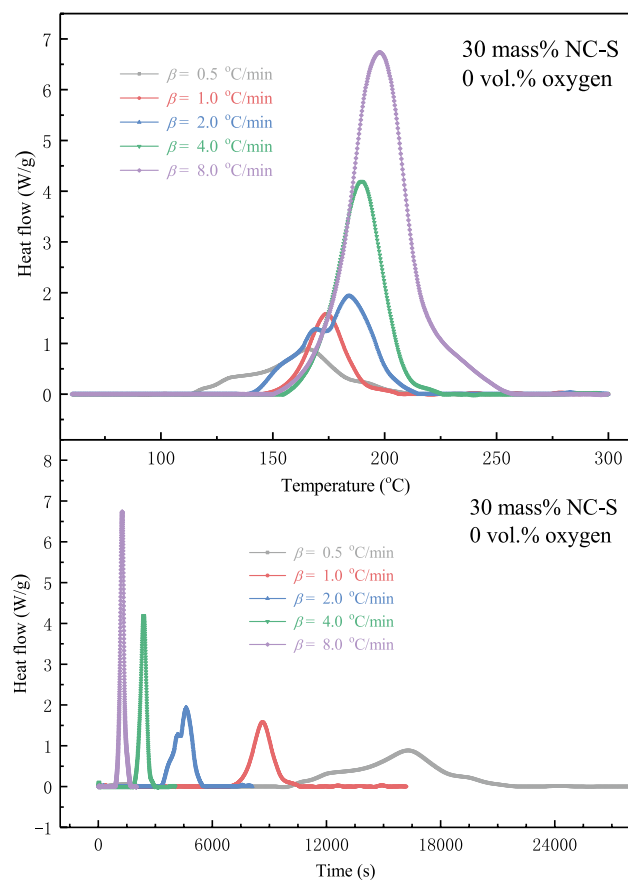 7
6
5
4
3
2
1
0
Heat flow (W/g)
30 mass% NC-S
0 vol.% oxygen
β = 0.5 °C/min
β = 1.0 °C/min
β = 2.0 °C/min
β = 4.0 °C/min
β = 8.0 °C/min
100 150 200 250 300
Temperature (°C)
8
7
6
5
4
3
2
1
0
-1
Heat flow (W/g)
30 mass% NC-S
0 vol.% oxygen
β = 0.5 °C/min
β = 1.0 °C/min
β = 2.0 °C/min
β = 4.0 °C/min
β = 8.0 °C/min
0 6000 12000 18000 24000
Time (s)